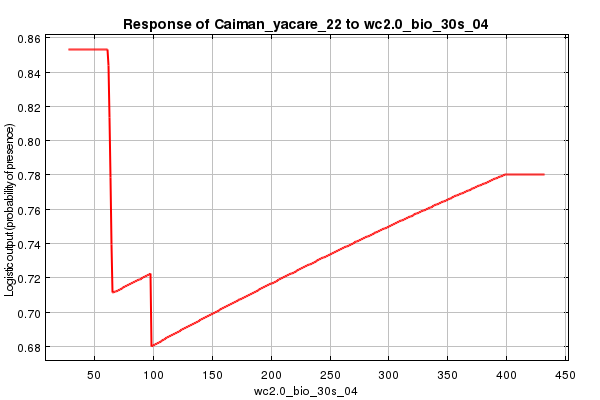 Response of Caiman_yacare_22 to wc2.0_bio_30s_04
Logistic output (probability of presence)
0.86
0.84
0.82
0.80
0.78
0.76
0.74
0.72
0.70
0.68
50 100 150 200 250 300 350 400 450
wc2.0_bio_30s_04